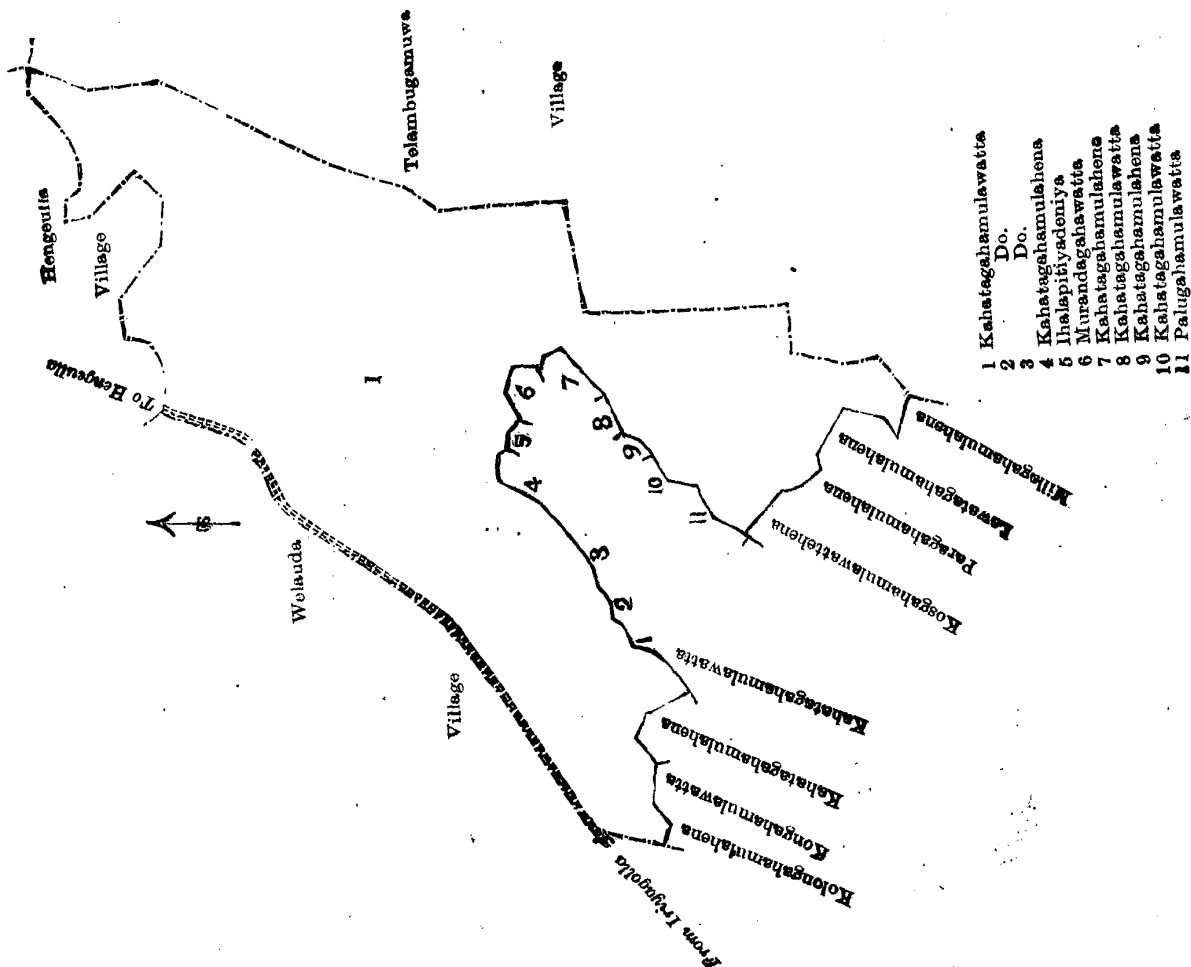 Hengeulla
Village
To Hengeulla
Telambugamuwa
Village
Welauda
Village
From Iriyagolla
1
1
2
3
4
5
6
7
8
9
10
11
Kolongahamulahena
Kongahamulawatta
Kahatagahamulahena
Kahatagahamulawatta
Kosgahamulawattehena
Paragahamulahena
Lawatagahamulahena
Millagahamulahena
1 Kahatagahamulawatta
2 Do.
3 Do.
4 Kahatagahamulahena
5 Ihalapitiyadeniya
6 Murandagahawatta
7 Kahatagahamulahena
8 Kahatagahamulawatta
9 Kahatagahamulahena
10 Kahatagahamulawatta
11 Palugahamulawatta